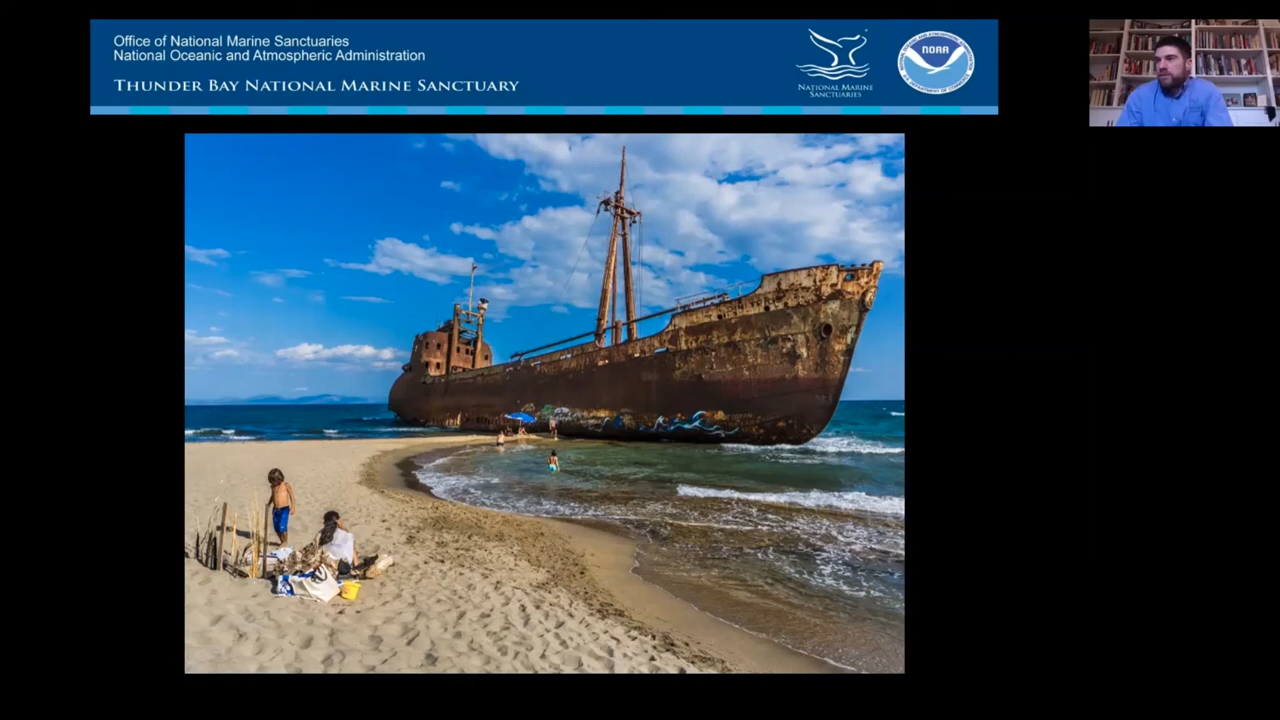 Office of National Marine Sanctuaries
National Oceanic and Atmospheric Administration
THUNDER BAY NATIONAL MARINE SANCTUARY
NATIONAL MARINE
SANCTUARIES
NOAA